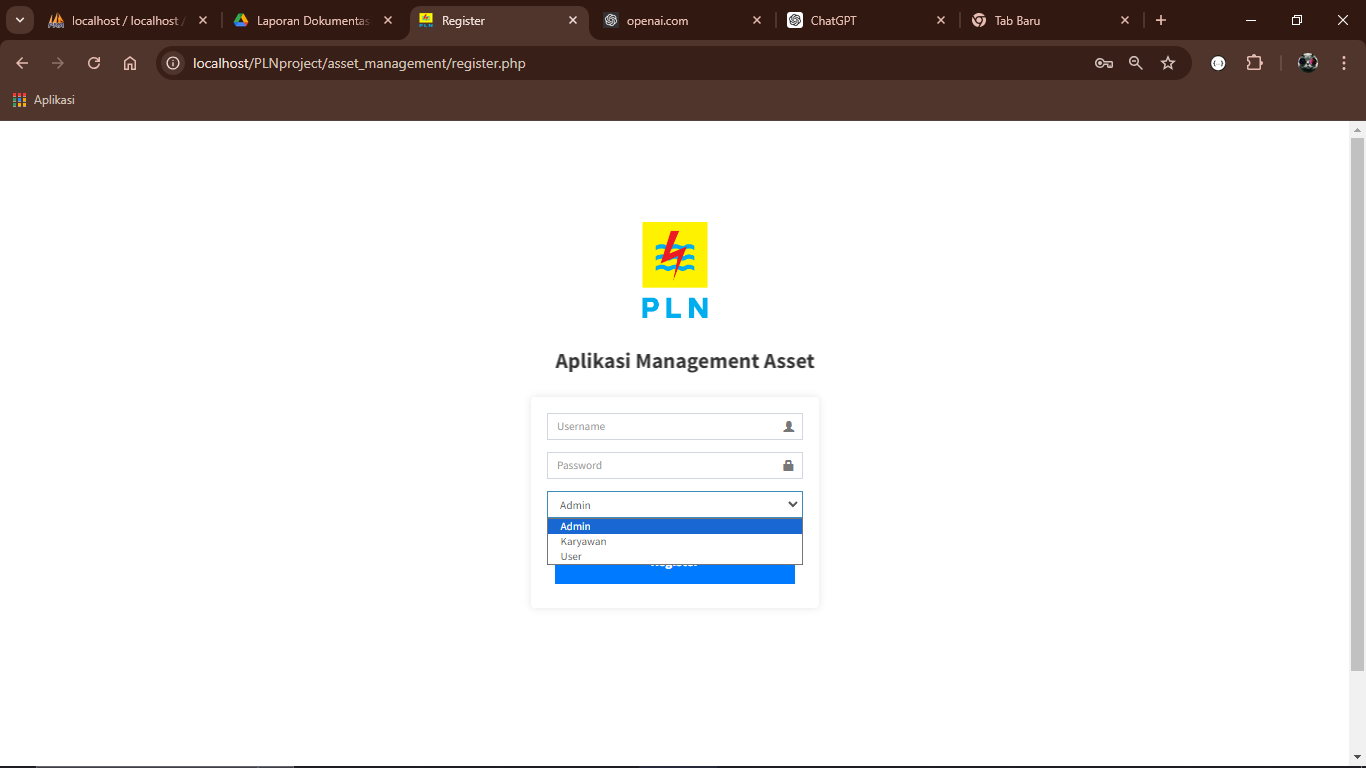 localhost / localhost /
Laporan Dokumentas
Register
openai.com
ChatGPT
Tab Baru
localhost/PLNproject/asset_management/register.php
Aplikasi
PLN
Aplikasi Management Asset
Username
Password
Admin
Admin
Karyawan
User
Register